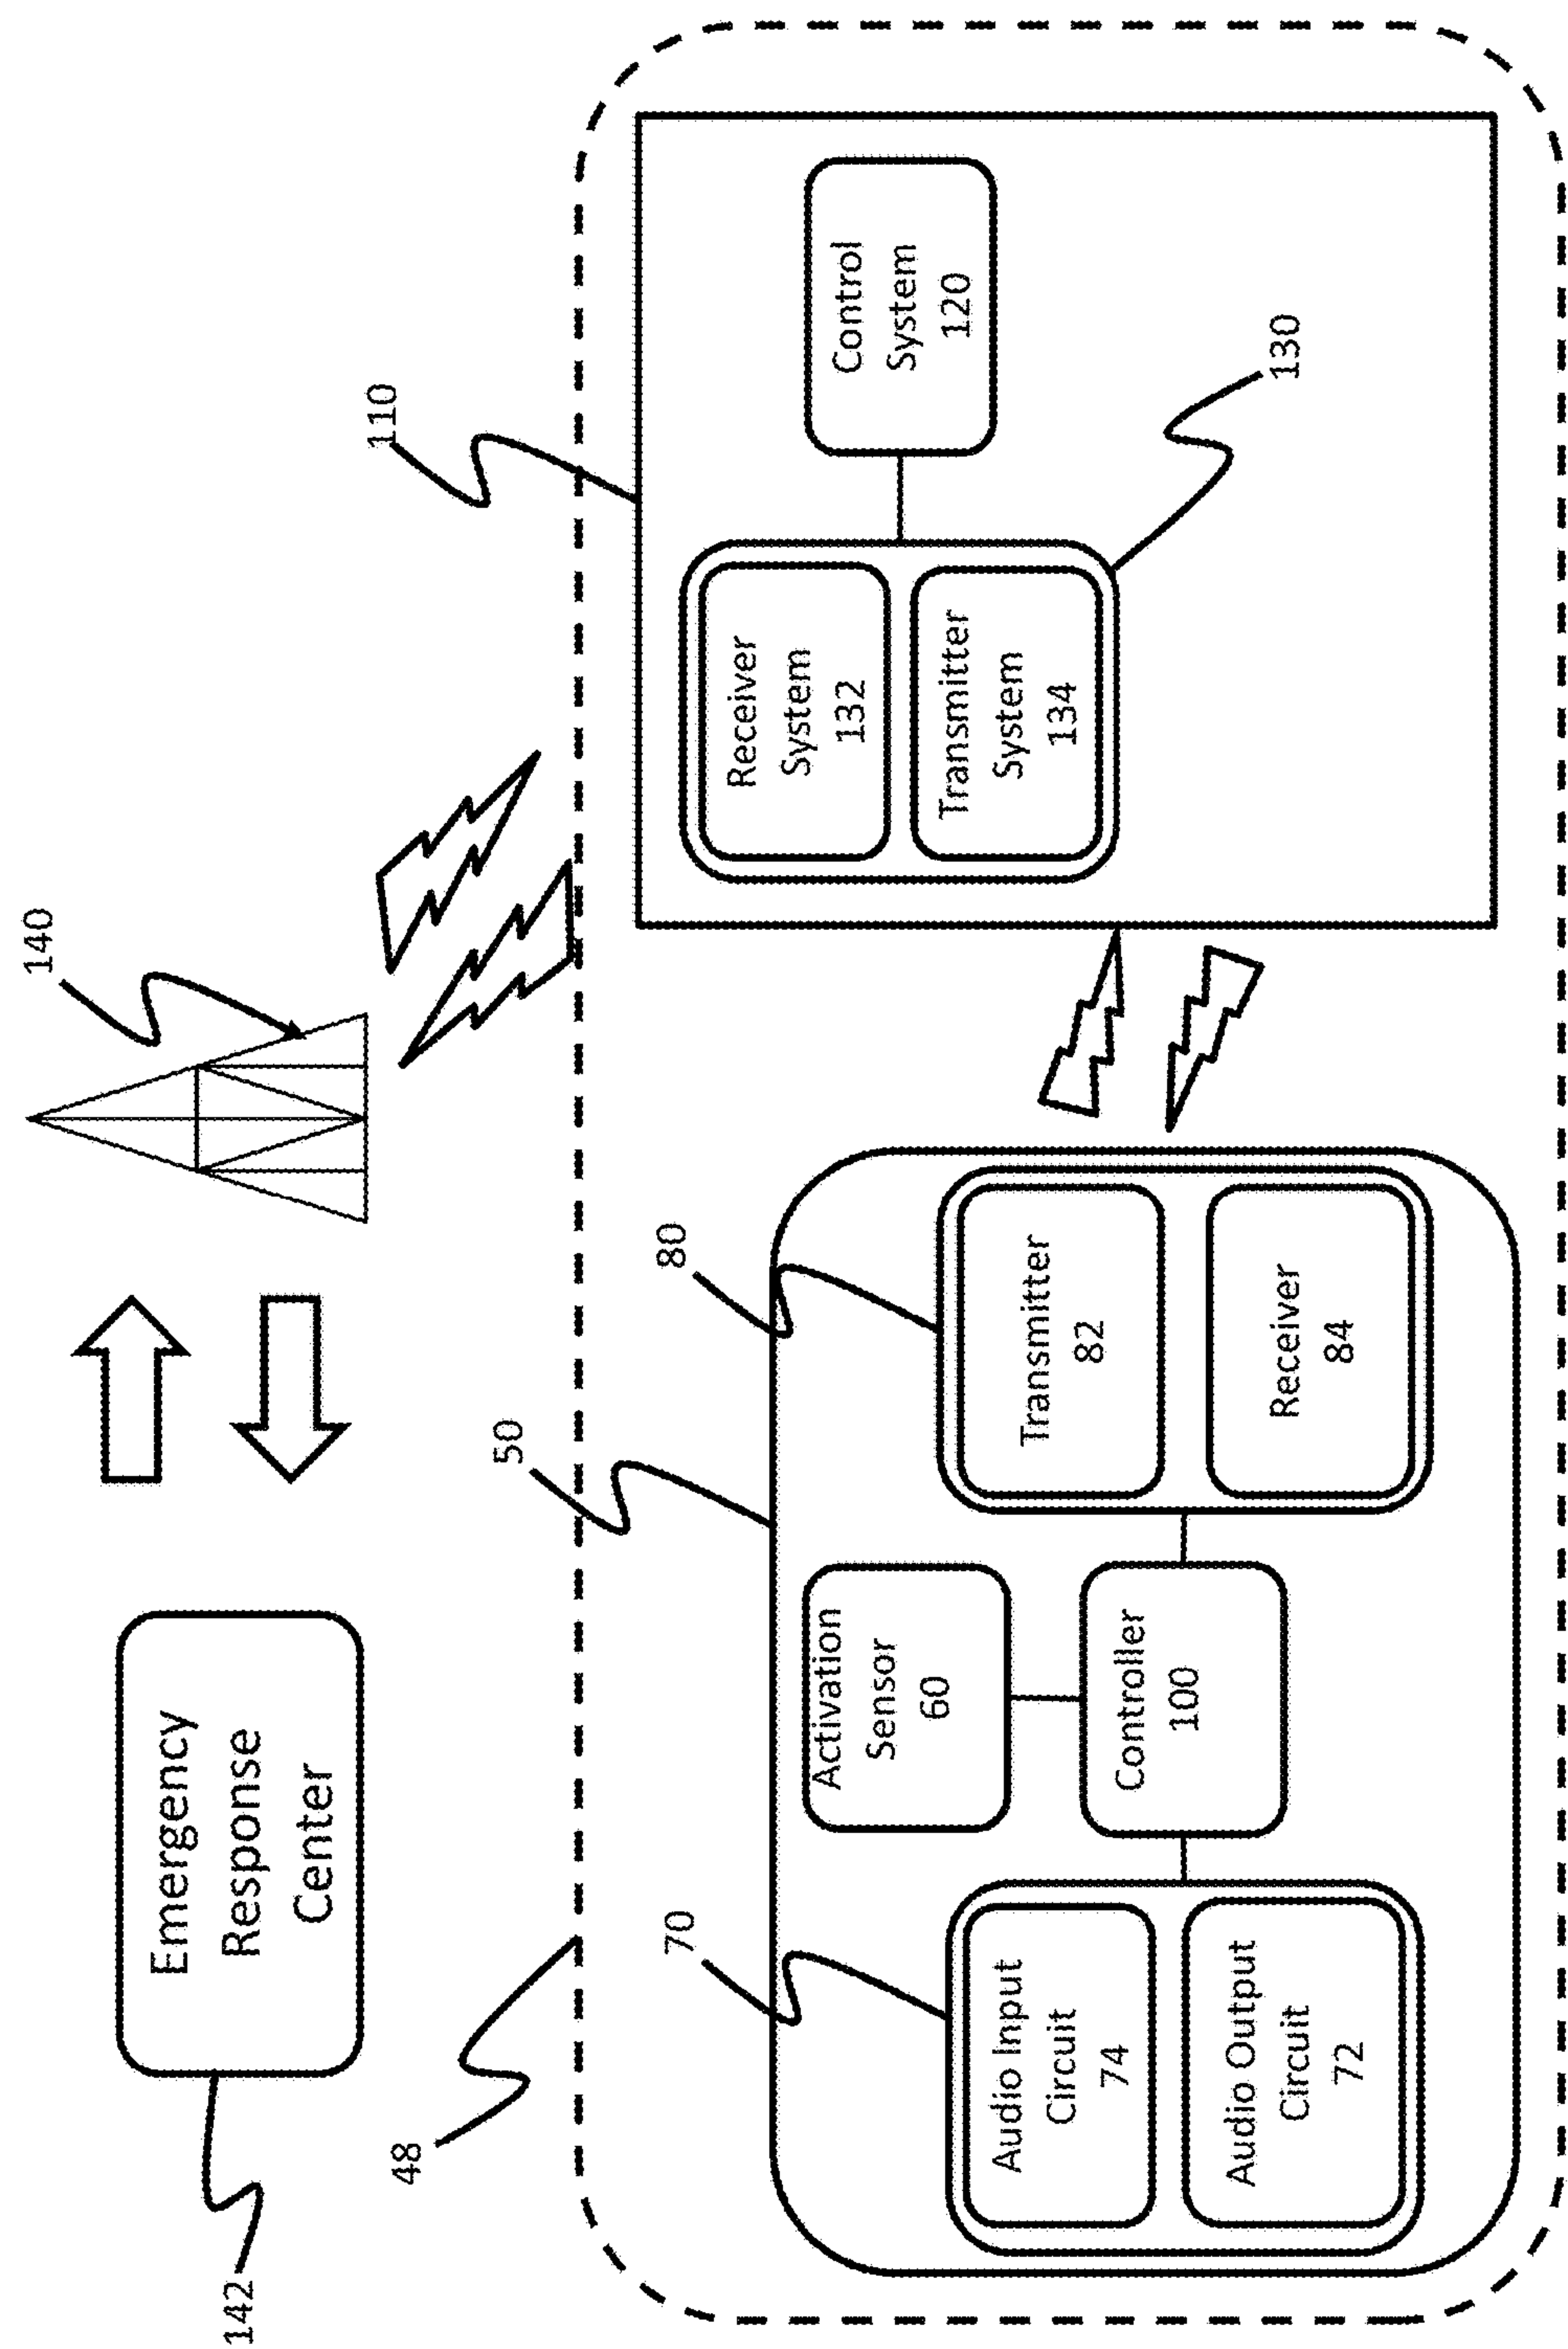 142
Emergency
Response
Center
140
48
50
110
70
80
Audio Input
Circuit
74
Audio Output
Circuit
72
Activation
Sensor
60
Controller
100
Transmitter
82
Receiver
84
Receiver
System
132
Transmitter
System
134
Control
System
120
130